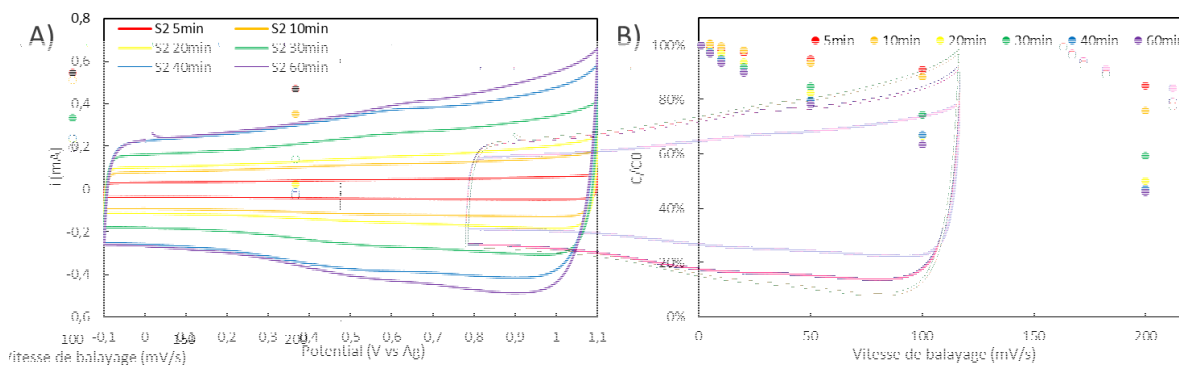 A)
S2 5min S2 10min
S2 20min S2 30min
S2 40min S2 60min
0,8
0,6
0,4
0,2
0
-0,2
-0,4
0,6
i (mA)
-0,1 0 0,1 0,2 0,3 0,4 0,5 0,6 0,7 0,8 0,9 1 1,1
Potential (V vs Ag)
100 150 200
Vitesse de balayage (mV/s)
B)
5min 10min 20min 30min 40min 60min
100%
80%
60%
40%
20%
0%
C/C0
0 50 100 150 200
Vitesse de balayage (mV/s)